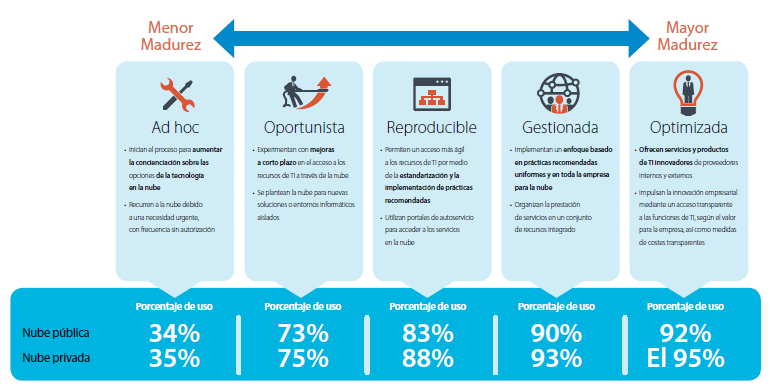 Menor
Madurez
Mayor
Madurez
Ad hoc
• Inician el proceso para aumentar
la concienciación sobre las
opciones de la tecnología
en la nube
• Recurren a la nube debido
a una necesidad urgente,
con frecuencia sin autorización
Oportunista
• Experimentan con mejoras
a corto plazo en el acceso a los
recursos de TI a través de la nube
• Se plantean la nube para nuevas
soluciones o entornos informáticos
aislados
Reproducible
• Permiten un acceso más ágil
a los recursos de TI por medio
de la estandarización y la
implementación de prácticas
recomendadas
• Utilizan portales de autoservicio
para acceder a los servicios
en la nube
Gestionada
• Implementan un enfoque basado
en prácticas recomendadas
uniformes y en toda la empresa
para la nube
• Organizan la prestación
de servicios en un conjunto
de recursos integrado
Optimizada
• Ofrecen servicios y productos
de TI innovadores de proveedores
internos y externos
• Impulsan la innovación empresarial
mediante un acceso transparente
a las funciones de TI, según el valor
para la empresa, así como medidas
de costes transparentes
Porcentaje de uso Porcentaje de uso Porcentaje de uso Porcentaje de uso Porcentaje de uso
Nube pública 34% 73% 83% 90% 92%
Nube privada 35% 75% 88% 93% El 95%